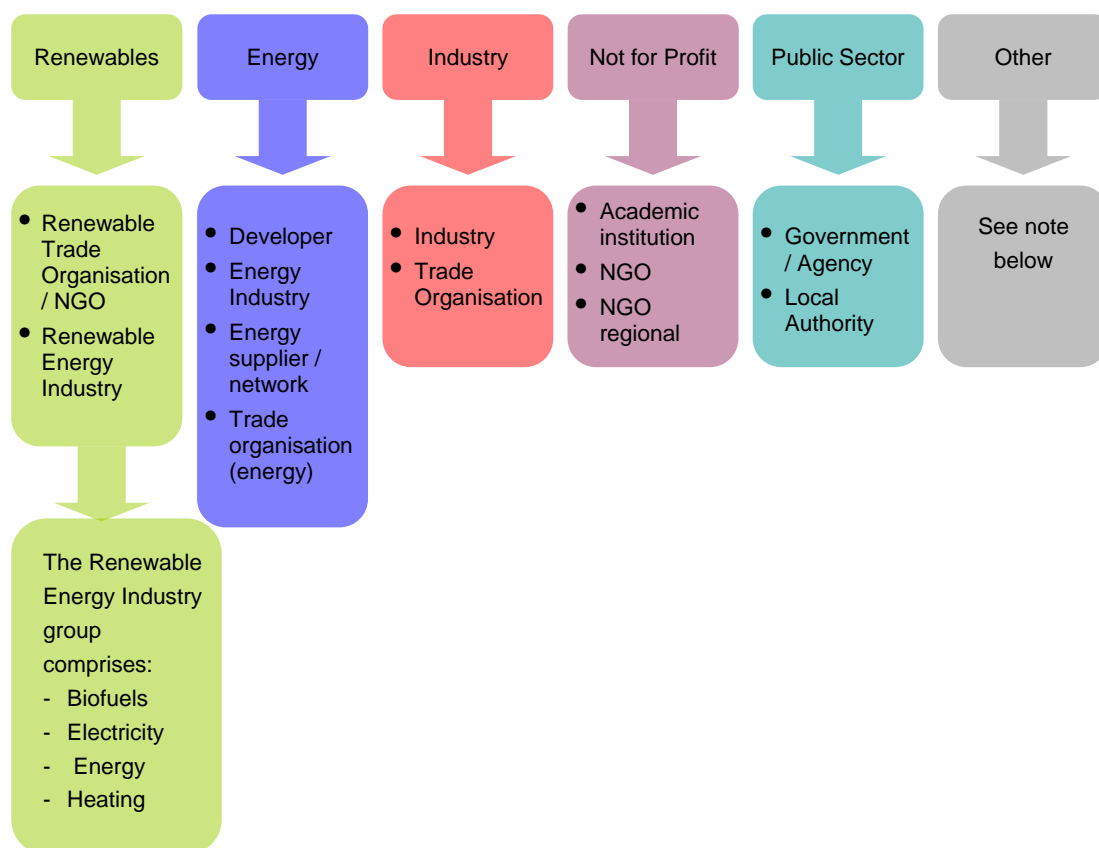 Renewables
Energy
Industry
Not for Profit
Public Sector
Other
• Renewable
Trade
Organisation
/ NGO
• Renewable
Energy
Industry
• Developer
• Energy
Industry
• Energy
supplier /
network
• Trade
organisation
(energy)
• Industry
• Trade
Organisation
• Academic
institution
• NGO
• NGO
regional
• Government
/ Agency
• Local
Authority
See note
below
The Renewable
Energy Industry
group
comprises:
- Biofuels
- Electricity
- Energy
- Heating